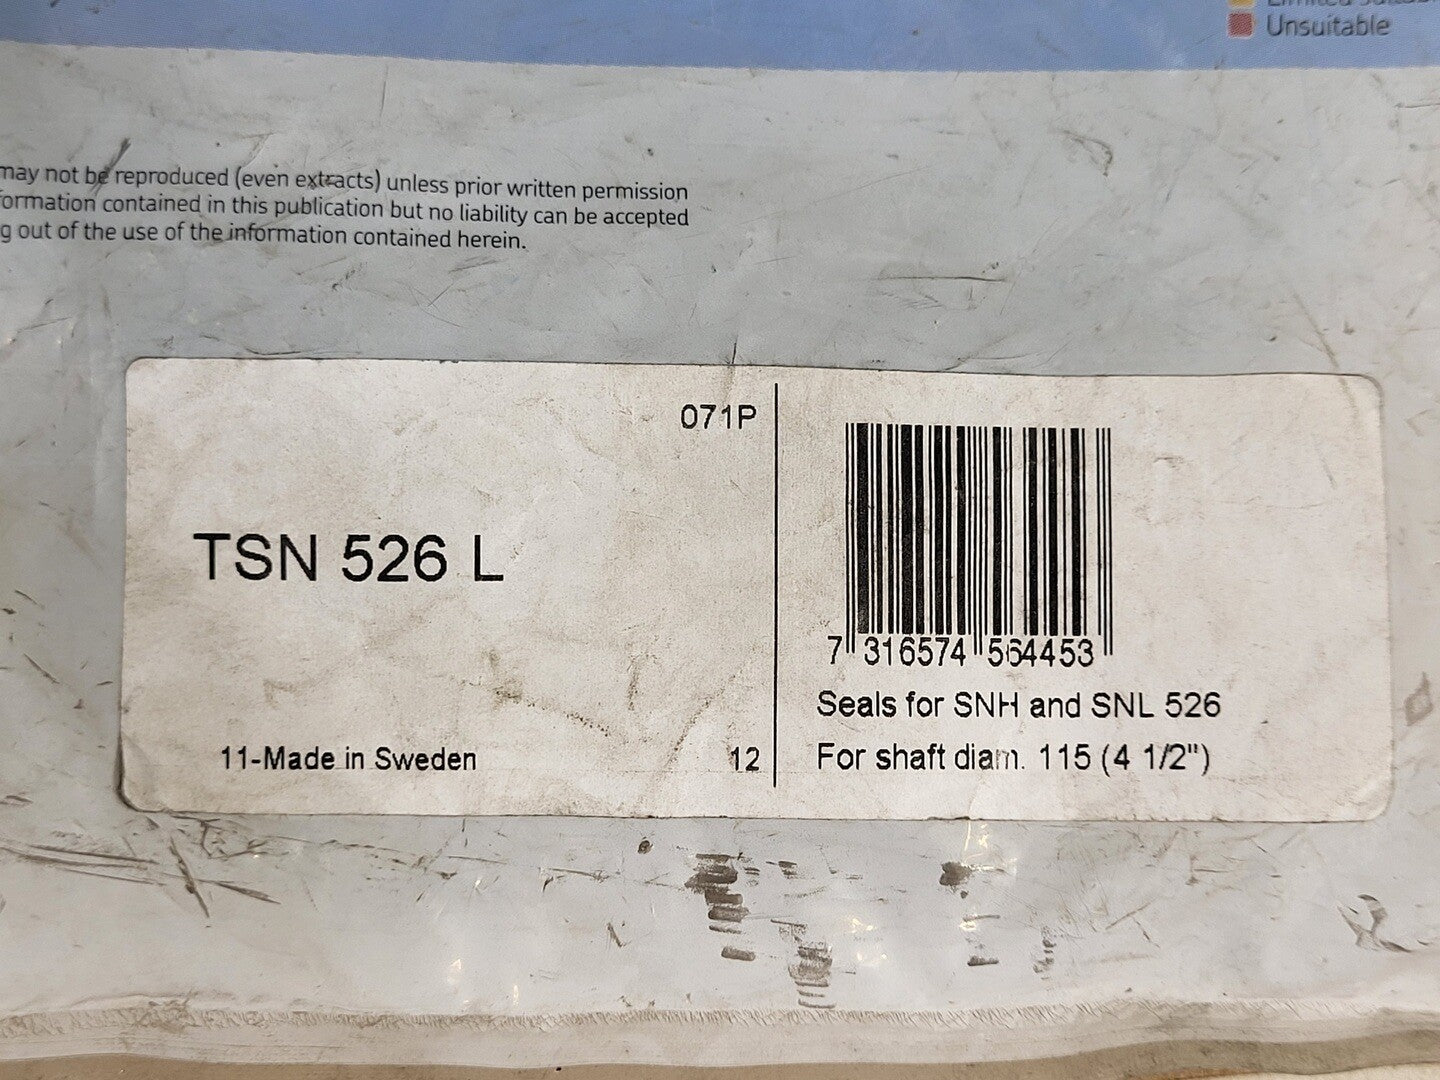 Unsuitable
may not be reproduced (even extracts) unless prior written permission
formation contained in this publication but no liability can be accepted
g out of the use of the information contained herein.
071P
TSN 526 L
11-Made in Sweden
12
7 316574 564453
Seals for SNH and SNL 526
For shaft diam. 115 (4 1/2")